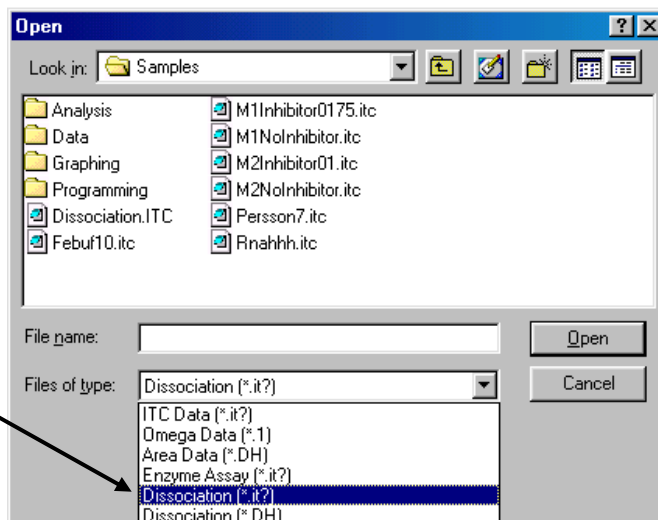 Open
Look in: Samples
Analysis
Data
Graphing
Programming
Dissociation.ITC
Febuf10.itc
M1Inhibitor0175.itc
M1NoInhibitor.itc
M2Inhibitor01.itc
M2NoInhibitor.itc
Persson7.itc
Rnahhh.itc
File name:
Open
Files of type: Dissociation (*.it?)
Cancel
ITC Data (*.it?)
Omega Data (*.1)
Area Data (*.DH)
Enzyme Assay (*.it?)
Dissociation (*.it?)
Dissociation (*.DH)